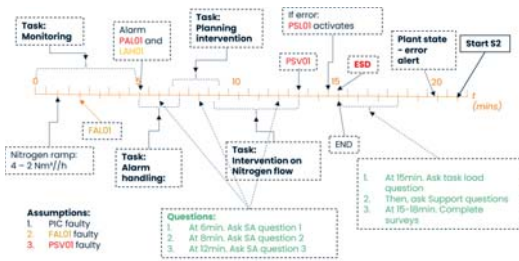 Task:
Monitoring
Alarm
PAL01 and
LAH01
Task:
Planning
intervention
If error:
PSL01 activates
Plant state
- error
alert
Start S2
PSV01
ESD
0
5
10
15
20
t
(mins)
FAL01
Nitrogen ramp:
4 – 2 Nm³//h
Task:
Alarm
handling:
Task:
Intervention on
Nitrogen flow
END
Assumptions:
1. PIC faulty
2. FAL01 faulty
3. PSV01 faulty
Questions:
1. At 6min. Ask SA question 1
2. At 8min. Ask SA question 2
3. At 12min. Ask SA question 3
1. At 15min. Ask task load
question
2. Then, ask Support questions
3. At 15-18min. Complete
surveys